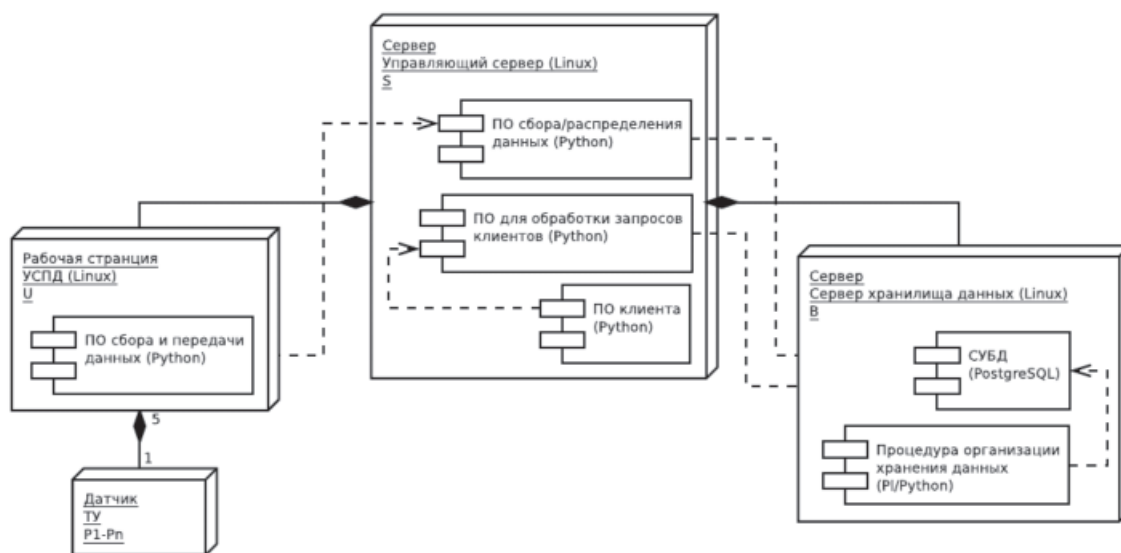 Сервер
Управляющий сервер (Linux)
S
ПО сбора/распределения
данных (Python)
ПО для обработки запросов
клиентов (Python)
ПО клиента
(Python)
Рабочая странция
УСПД (Linux)
U
ПО сбора и передачи
данных (Python)
5
1
Датчик
ТУ
P1-Pn
Сервер
Сервер хранилища данных (Linux)
B
СУБД
(PostgreSQL)
Процедура организации
хранения данных
(Pl/Python)